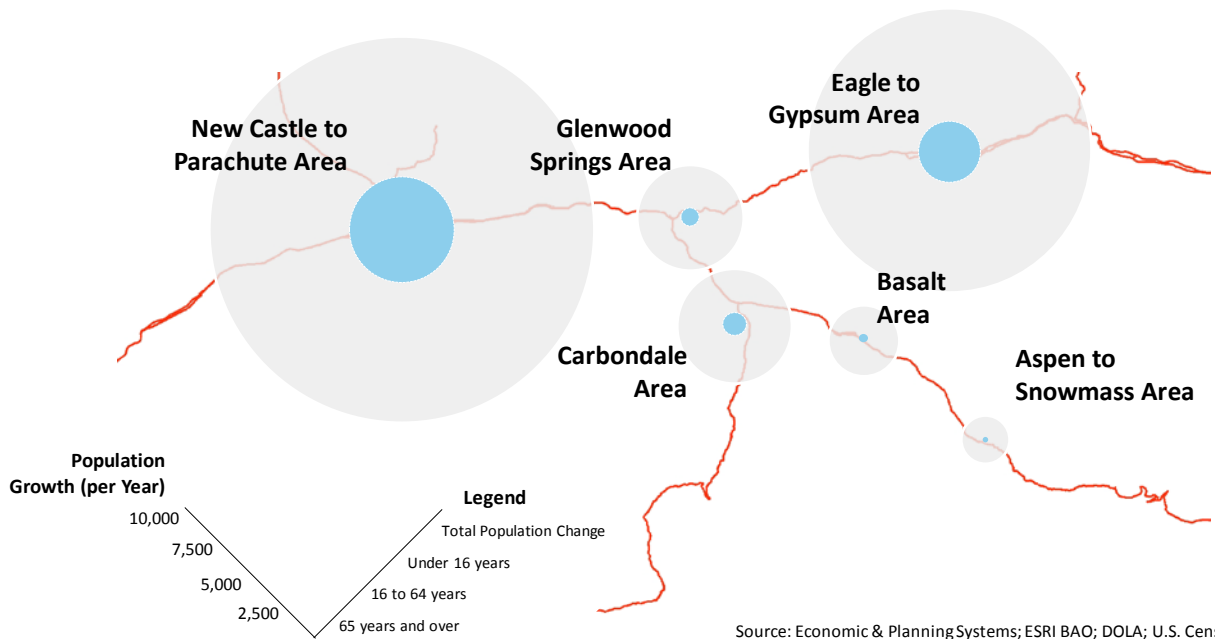 New Castle to
Parachute Area
Glenwood
Springs Area
Eagle to
Gypsum Area
Basalt
Area
Carbondale
Area
Aspen to
Snowmass Area
Population
Growth (per Year)
10,000
7,500
5,000
2,500
Legend
Total Population Change
Under 16 years
16 to 64 years
65 years and over
Source: Economic & Planning Systems; ESRI BAO; DOLA; U.S. Cen